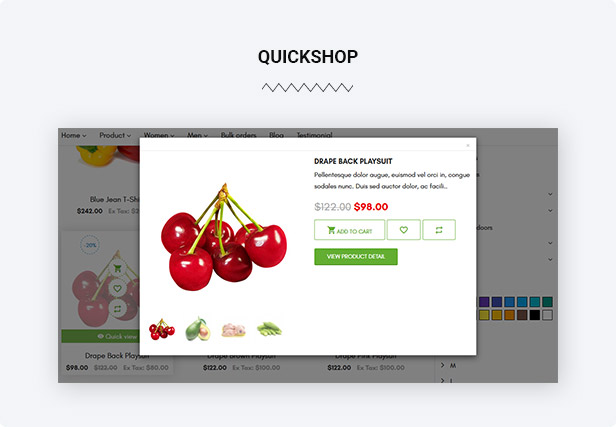 QUICKSHOP
Home Product Women Men Bulk orders Blog Testimonial
×
DRAPE BACK PLAYSUIT
Pellentesque dolor augue, euismod vel orci in, congue
sodales nunc. Duis sed auctor dolor, ac facili..
$122.00 $98.00
ADD TO CART
VIEW PRODUCT DETAIL
Blue Jean T-Shi
$242.00 Ex Tax: $
-20%
Quick view
Drape Back Playsuit
$98.00 $122.00 Ex Tax: $80.00
Drape Brown Playsuit
$122.00 Ex Tax: $100.00
Drape Pink Playsuit
$122.00 Ex Tax: $100.00
doors
M
L